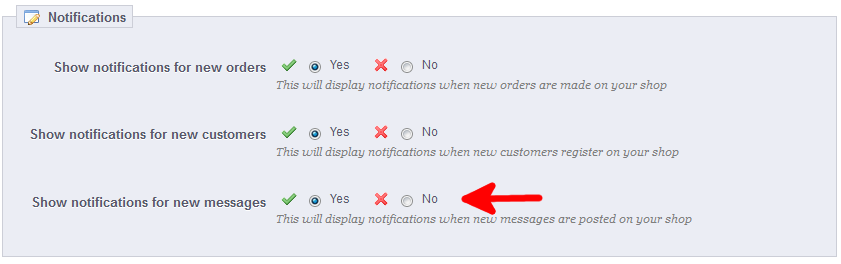 Notifications
Show notifications for new orders Yes No
This will display notifications when new orders are made on your shop
Show notifications for new customers Yes No
This will display notifications when new customers register on your shop
Show notifications for new messages Yes No
This will display notifications when new messages are posted on your shop